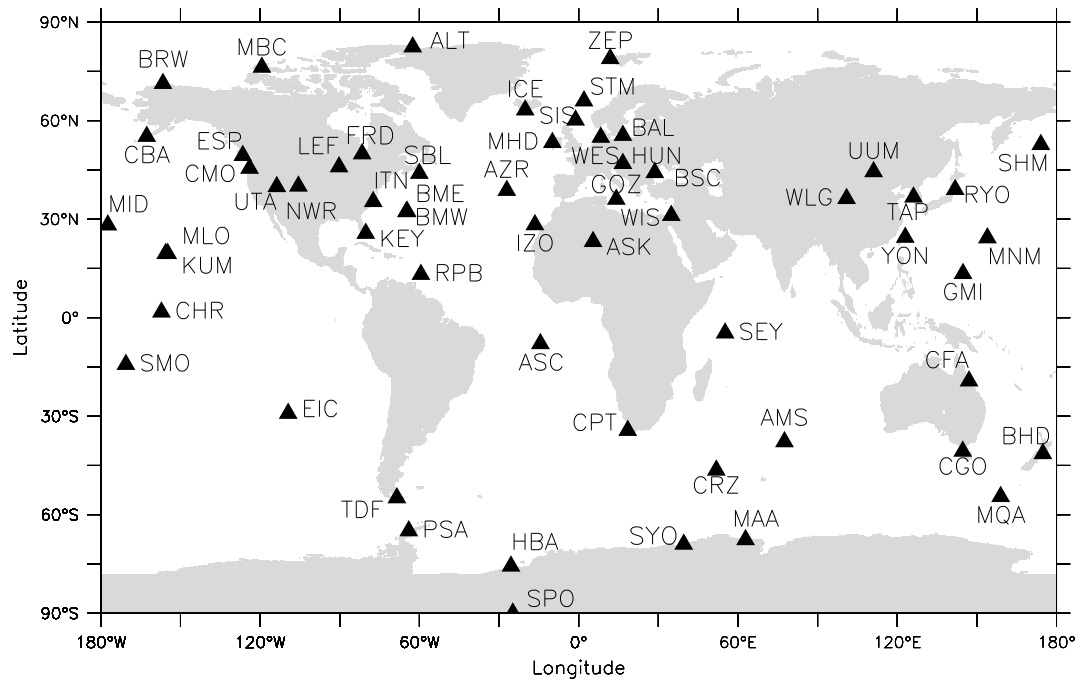 90°N
60°N
30°N
0°
30°S
60°S
90°S
Latitude
BRW
MBC
ALT
ZEP
CBA
ESP
CMO
LEF
FRD
SBL
ICE
STM
SIS
MHD
BAL
WES
HUN
UUM
SHM
AZR
ITN
BME
BMW
UTA
NWR
GOZ
BSC
WLG
TAP
RYO
MID
KEY
IZO
WIS
ASK
YON
MNM
MLO
KUM
RPB
GMI
CHR
SEY
SMO
ASC
CFA
EIC
CPT
AMS
BHD
CGO
CRZ
TDF
MQA
PSA
SYO
MAA
HBA
SPO
180°W
120°W
60°W
0°
60°E
120°E
180°
Longitude